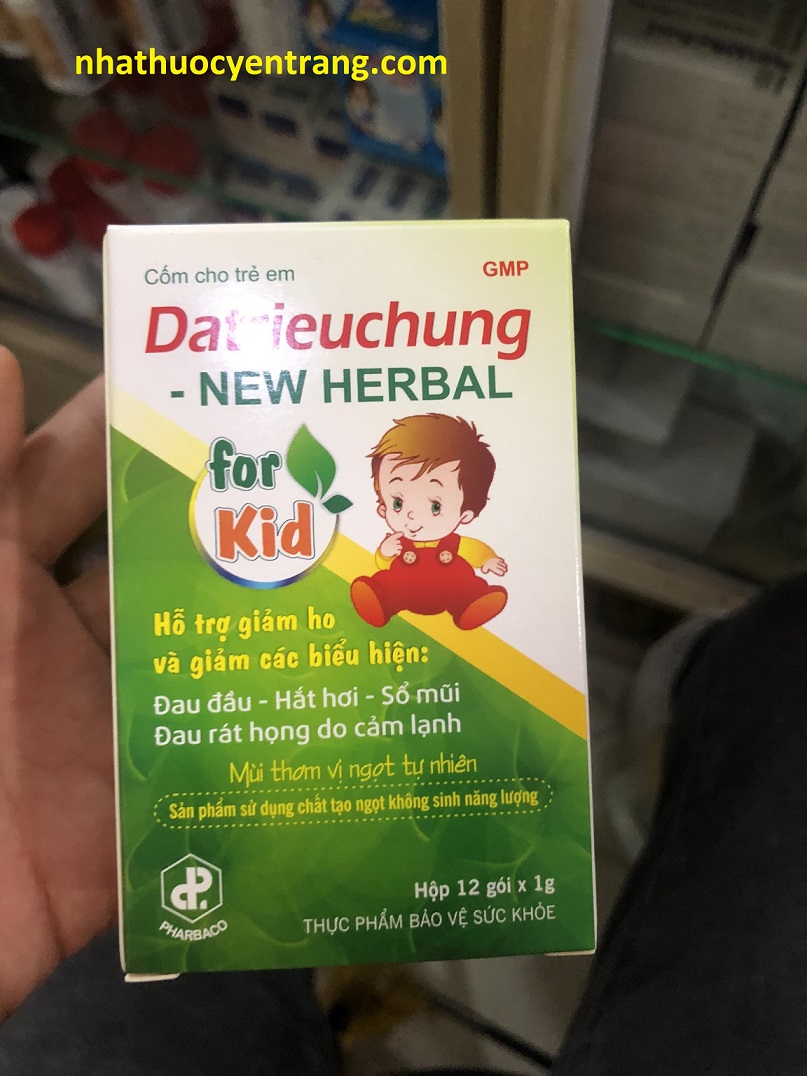 nhathuocyentrang.com
Cốm cho trẻ em
GMP
Datrieuchung
- NEW HERBAL
for
Kid
Hỗ trợ giảm ho
và giảm các biểu hiện:
Đau đầu - Hắt hơi - Sổ mũi
Đau rát họng do cảm lạnh
Mùi thơm vị ngọt tự nhiên
Sản phẩm sử dụng chất tạo ngọt không sinh năng lượng
PHARBACO
Hộp 12 gói x 1g
THỰC PHẨM BẢO VỆ SỨC KHỎE